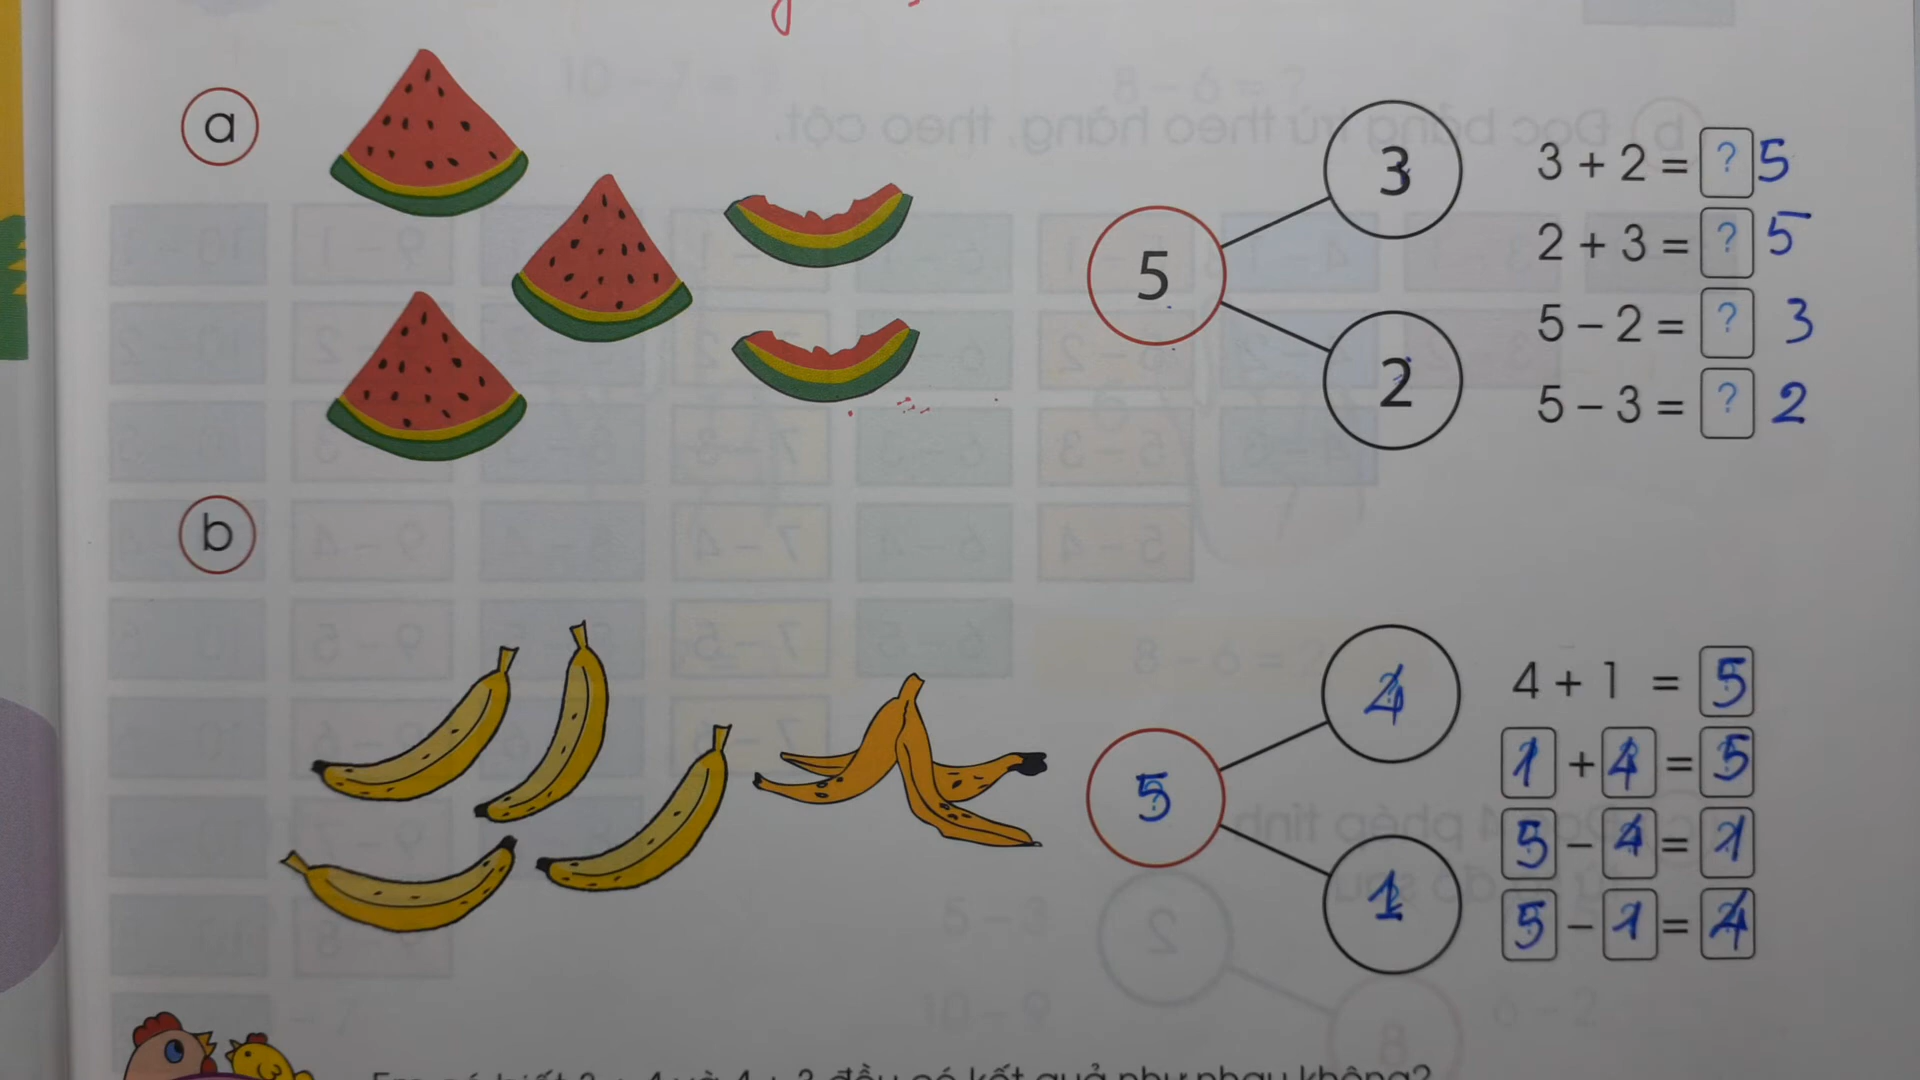 a
3
5
2
3 + 2 = ? 5
2 + 3 = ? 5
5 - 2 = ? 3
5 - 3 = ? 2
b
4
5
1
4 + 1 = 5
1 + 4 = 5
5 - 4 = 1
5 - 1 = 4